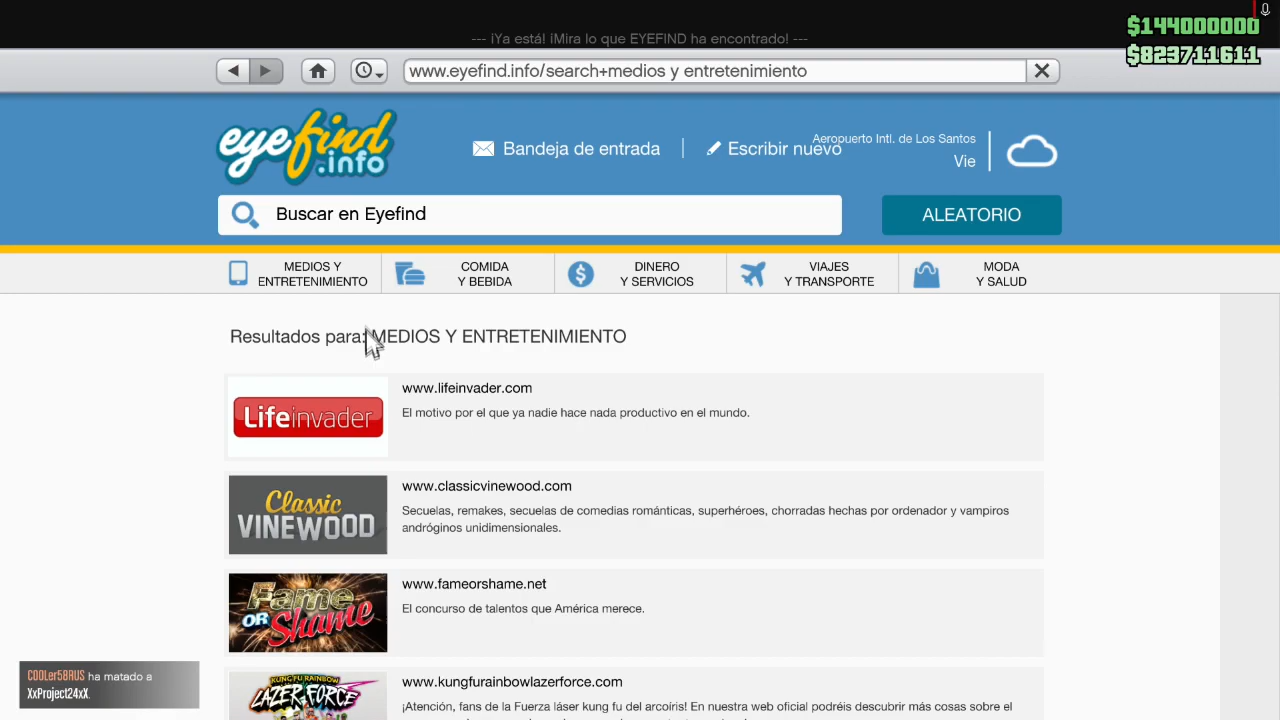 --- ¡Ya está! ¡Mira lo que EYEFIND ha encontrado! ---
$144000000
$823711611
www.eyefind.info/search+medios y entretenimiento
eyefind
.info
Bandeja de entrada
Escribir nuevo
Aeropuerto Intl. de Los Santos
Vie
Buscar en Eyefind
ALEATORIO
MEDIOS Y
ENTRETENIMIENTO
COMIDA
Y BEBIDA
DINERO
Y SERVICIOS
VIAJES
Y TRANSPORTE
MODA
Y SALUD
Resultados para: MEDIOS Y ENTRETENIMIENTO
Lifeinvader
www.lifeinvader.com
El motivo por el que ya nadie hace nada productivo en el mundo.
Classic
VINEWOOD
www.classicvinewood.com
Secuelas, remakes, secuelas de comedias románticas, superhéroes, chorradas hechas por ordenador y vampiros
andróginos unidimensionales.
Fame
OR Shame
www.fameorshame.net
El concurso de talentos que América merece.
KUNG FU RAINBOW
LAZER FORCE
www.kungfurainbowlazerforce.com
¡Atención, fans de la Fuerza láser kung fu del arcoíris! En nuestra web oficial podréis descubrir más cosas sobre el
C00Ler58RUS ha matado a
XxProject24xX.